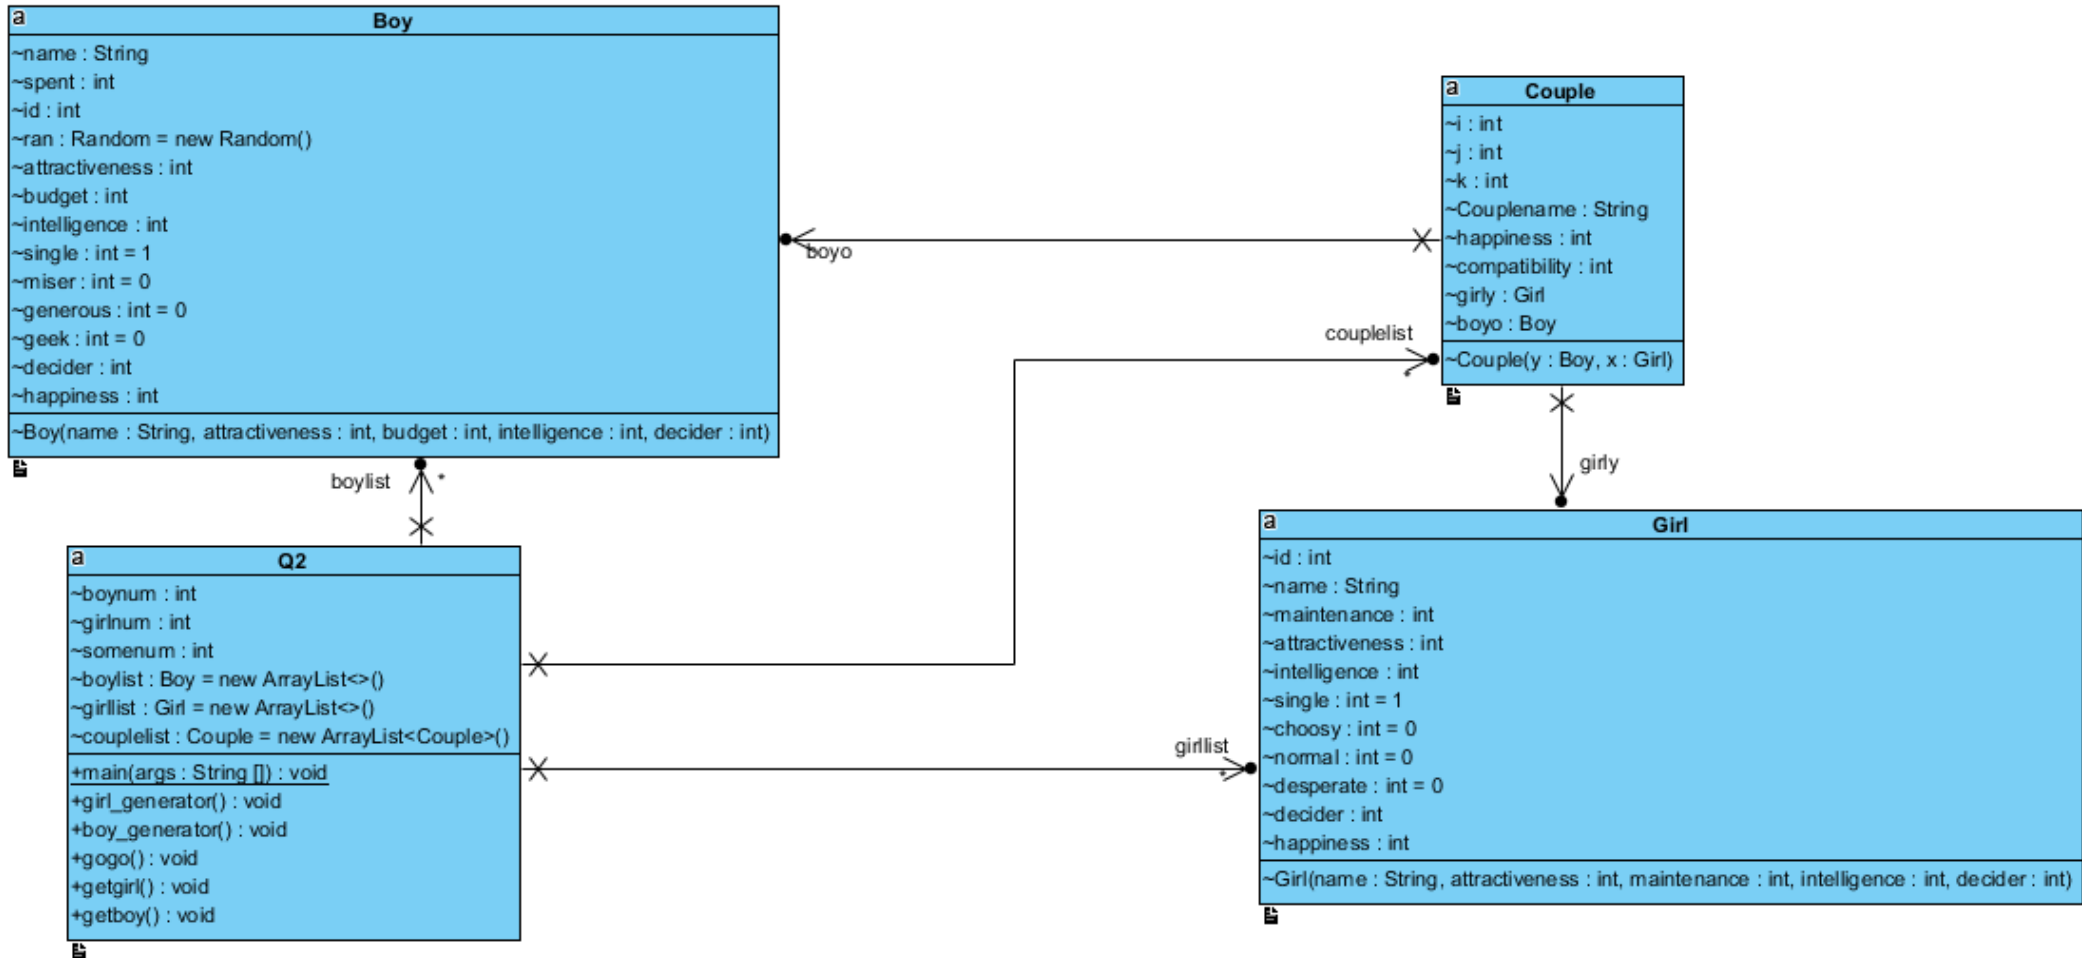 a
Boy
~name : String
~spent : int
~id : int
~ran : Random = new Random()
~attractiveness : int
~budget : int
~intelligence : int
~single : int = 1
~miser : int = 0
~generous : int = 0
~geek : int = 0
~decider : int
~happiness : int
~Boy(name : String, attractiveness : int, budget : int, intelligence : int, decider : int)
a
Couple
~i : int
~j : int
~k : int
~Couplename : String
~happiness : int
~compatibility : int
~girly : Girl
~boyo : Boy
~Couple(y : Boy, x : Girl)
boyo
couplelist
*
girly
boylist
*
a
Q2
~boynum : int
~girlnum : int
~somenum : int
~boylist : Boy = new ArrayList<>()
~girllist : Girl = new ArrayList<>()
~couplelist : Couple = new ArrayList<Couple>()
+main(args : String []) : void
+girl_generator() : void
+boy_generator() : void
+gogo() : void
+getgirl() : void
+getboy() : void
girllist
*
a
Girl
~id : int
~name : String
~maintenance : int
~attractiveness : int
~intelligence : int
~single : int = 1
~choosy : int = 0
~normal : int = 0
~desperate : int = 0
~decider : int
~happiness : int
~Girl(name : String, attractiveness : int, maintenance : int, intelligence : int, decider : int)